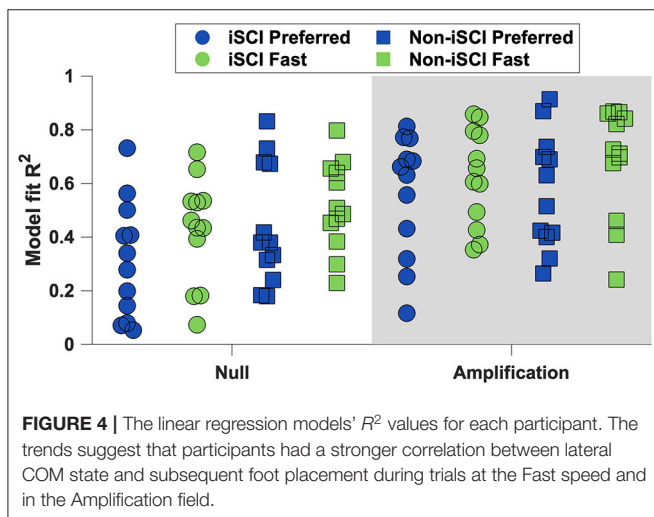 iSCI Preferred Non-iSCI Preferred
iSCI Fast Non-iSCI Fast
1
0.8
0.6
0.4
0.2
0
Model fit R²
Null Amplification
FIGURE 4 | The linear regression models' R² values for each participant. The
trends suggest that participants had a stronger correlation between lateral
COM state and subsequent foot placement during trials at the Fast speed and
in the Amplification field.